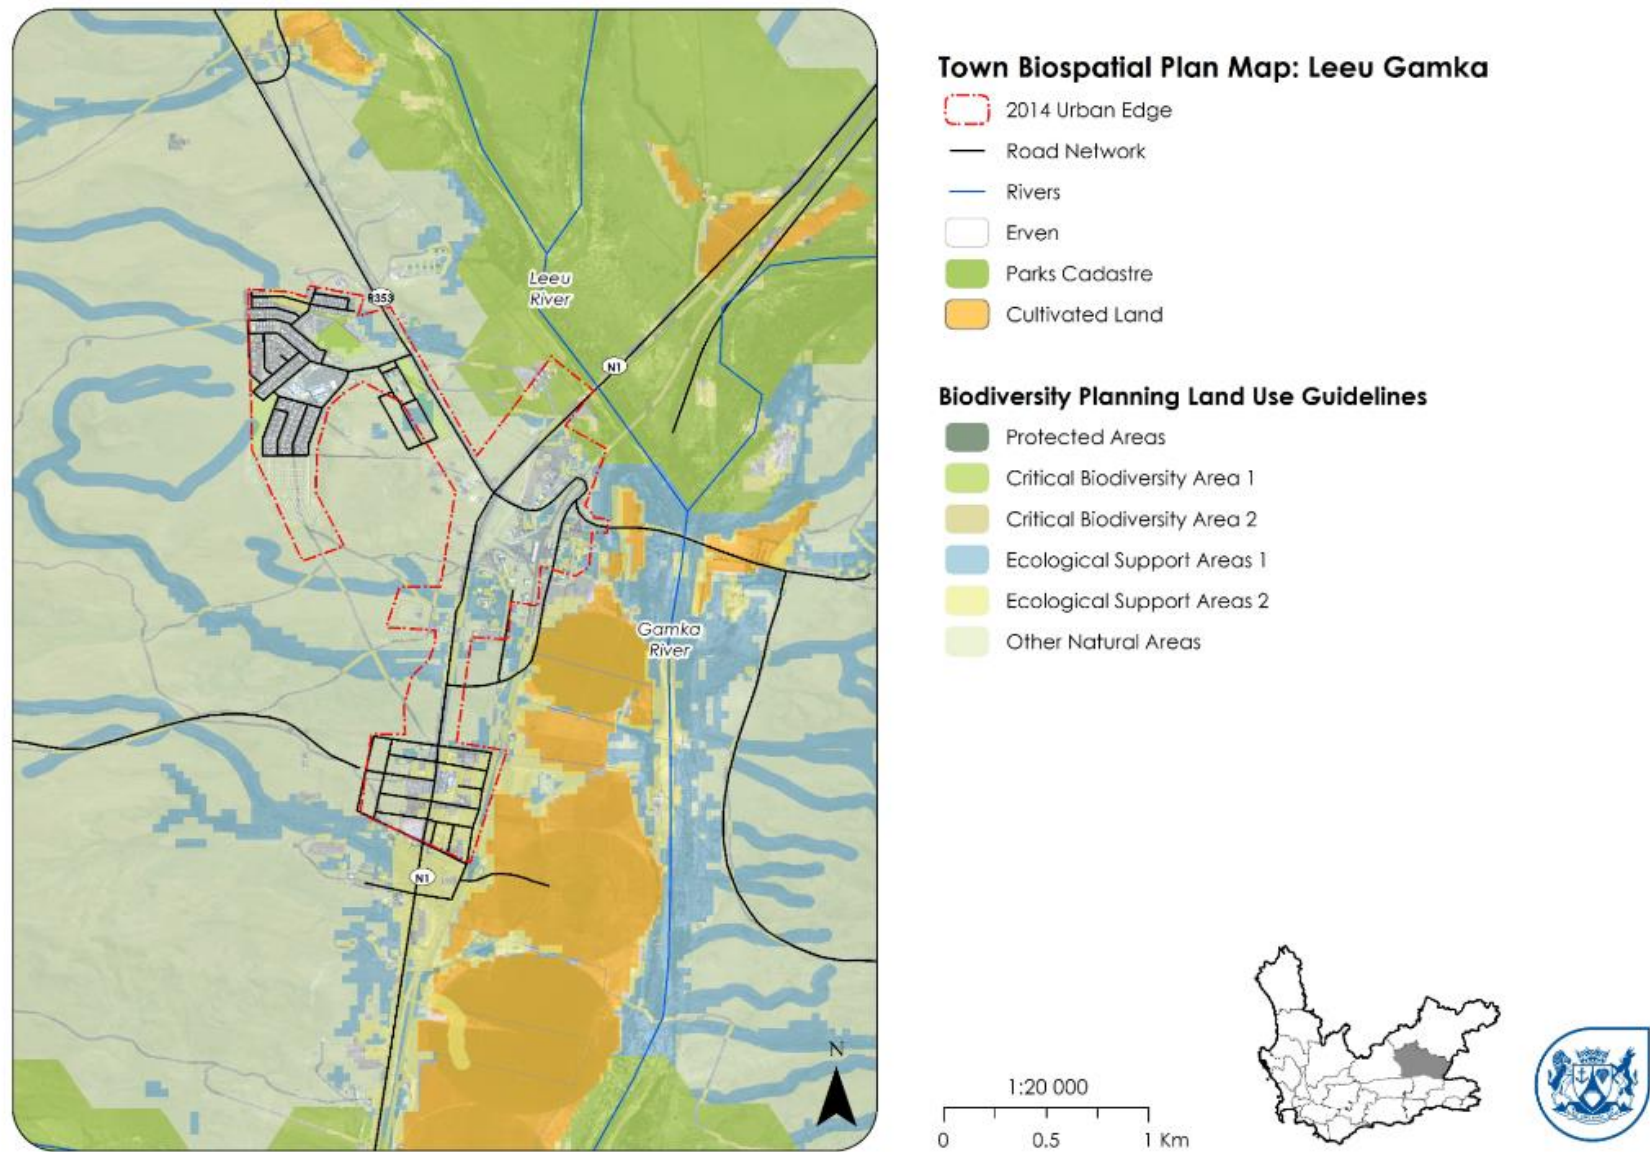 R353
Leeu
River
N1
Gamka
River
N1
N
Town Biospatial Plan Map: Leeu Gamka
2014 Urban Edge
Road Network
Rivers
Erven
Parks Cadastre
Cultivated Land
Biodiversity Planning Land Use Guidelines
Protected Areas
Critical Biodiversity Area 1
Critical Biodiversity Area 2
Ecological Support Areas 1
Ecological Support Areas 2
Other Natural Areas
1:20 000
0 0.5 1 Km